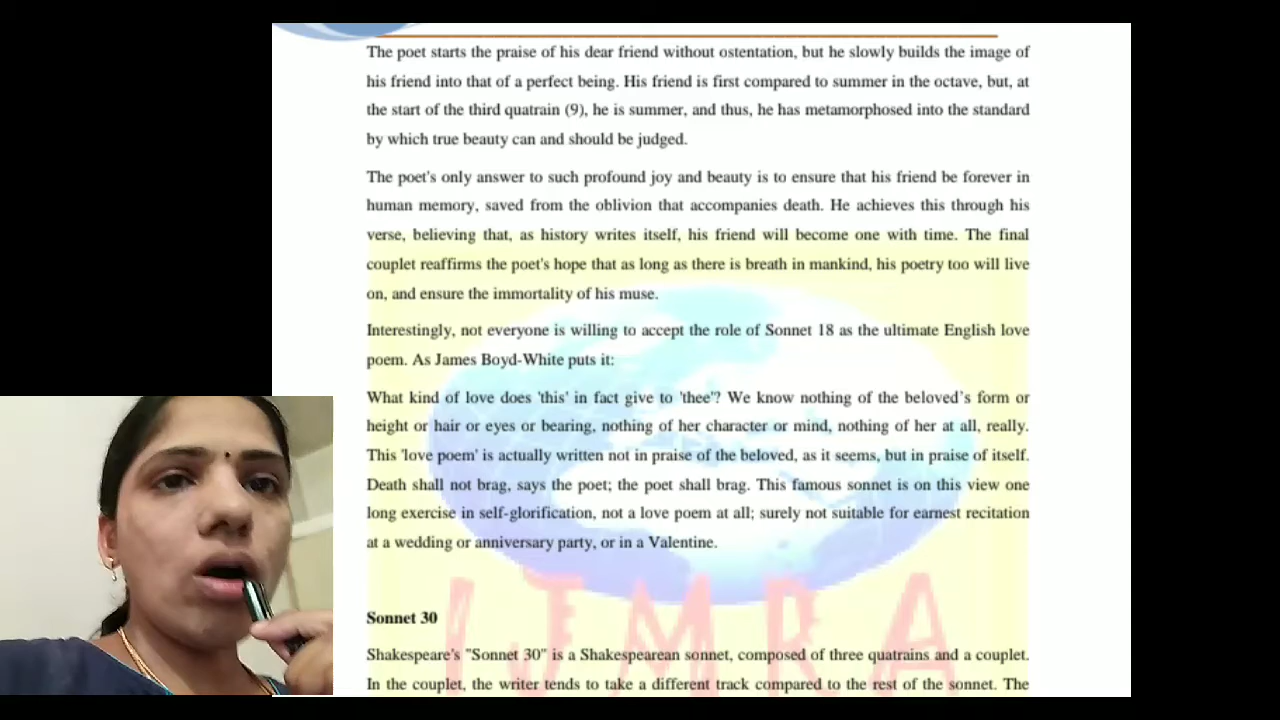 The poet starts the praise of his dear friend without ostentation, but he slowly builds the image of
his friend into that of a perfect being. His friend is first compared to summer in the octave, but, at
the start of the third quatrain (9), he is summer, and thus, he has metamorphosed into the standard
by which true beauty can and should be judged.
The poet's only answer to such profound joy and beauty is to ensure that his friend be forever in
human memory, saved from the oblivion that accompanies death. He achieves this through his
verse, believing that, as history writes itself, his friend will become one with time. The final
couplet reaffirms the poet's hope that as long as there is breath in mankind, his poetry too will live
on, and ensure the immortality of his muse.
Interestingly, not everyone is willing to accept the role of Sonnet 18 as the ultimate English love
poem. As James Boyd-White puts it:
What kind of love does 'this' in fact give to 'thee'? We know nothing of the beloved's form or
height or hair or eyes or bearing, nothing of her character or mind, nothing of her at all, really.
This 'love poem' is actually written not in praise of the beloved, as it seems, but in praise of itself.
Death shall not brag, says the poet; the poet shall brag. This famous sonnet is on this view one
long exercise in self-glorification, not a love poem at all; surely not suitable for earnest recitation
at a wedding or anniversary party, or in a Valentine.
IJMRA
Sonnet 30
Shakespeare's "Sonnet 30" is a Shakespearean sonnet, composed of three quatrains and a couplet.
In the couplet, the writer tends to take a different track compared to the rest of the sonnet. The